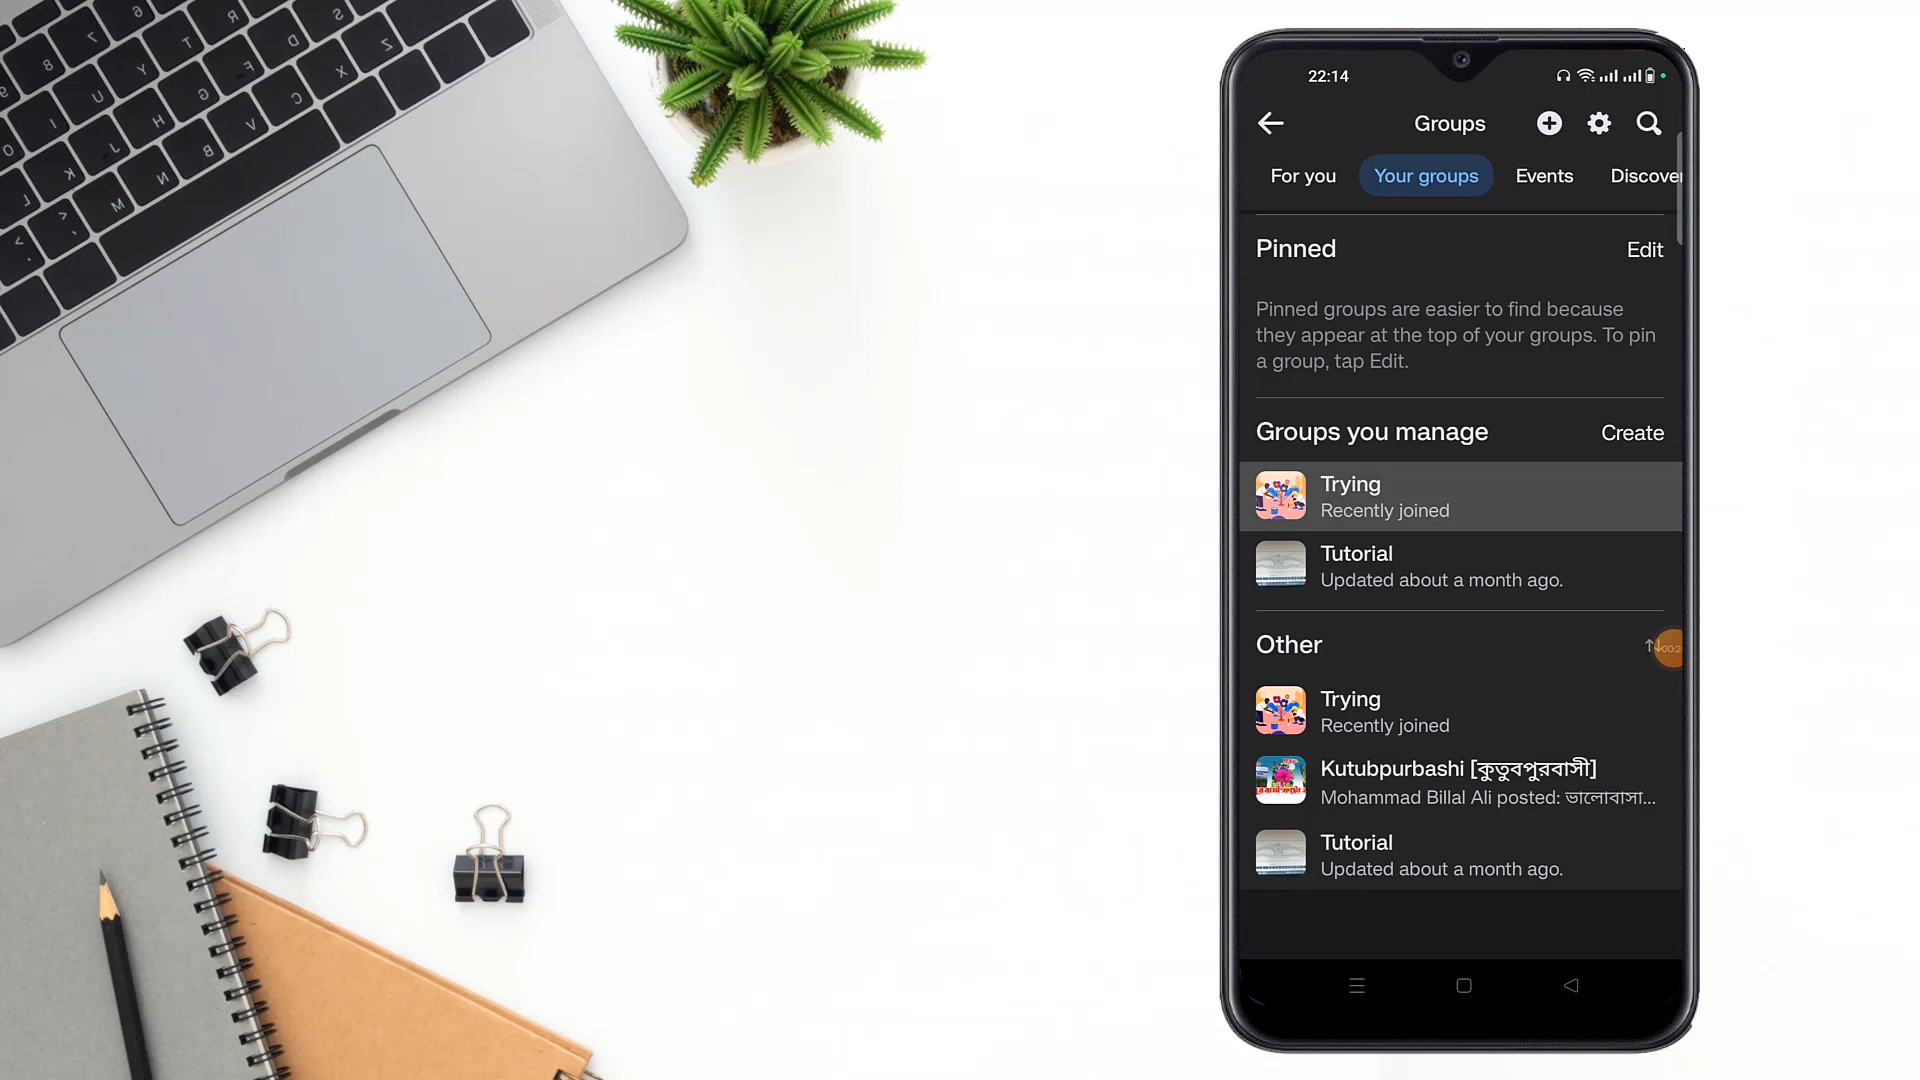 22:14
Groups
For you
Your groups
Events
Discover
Pinned
Edit
Pinned groups are easier to find because
they appear at the top of your groups. To pin
a group, tap Edit.
Groups you manage
Create
Trying
Recently joined
Tutorial
Updated about a month ago.
Other
Trying
Recently joined
Kutubpurbashi [কুতুবপুরবাসী]
Mohammad Billal Ali posted: ভালোবাসা...
Tutorial
Updated about a month ago.